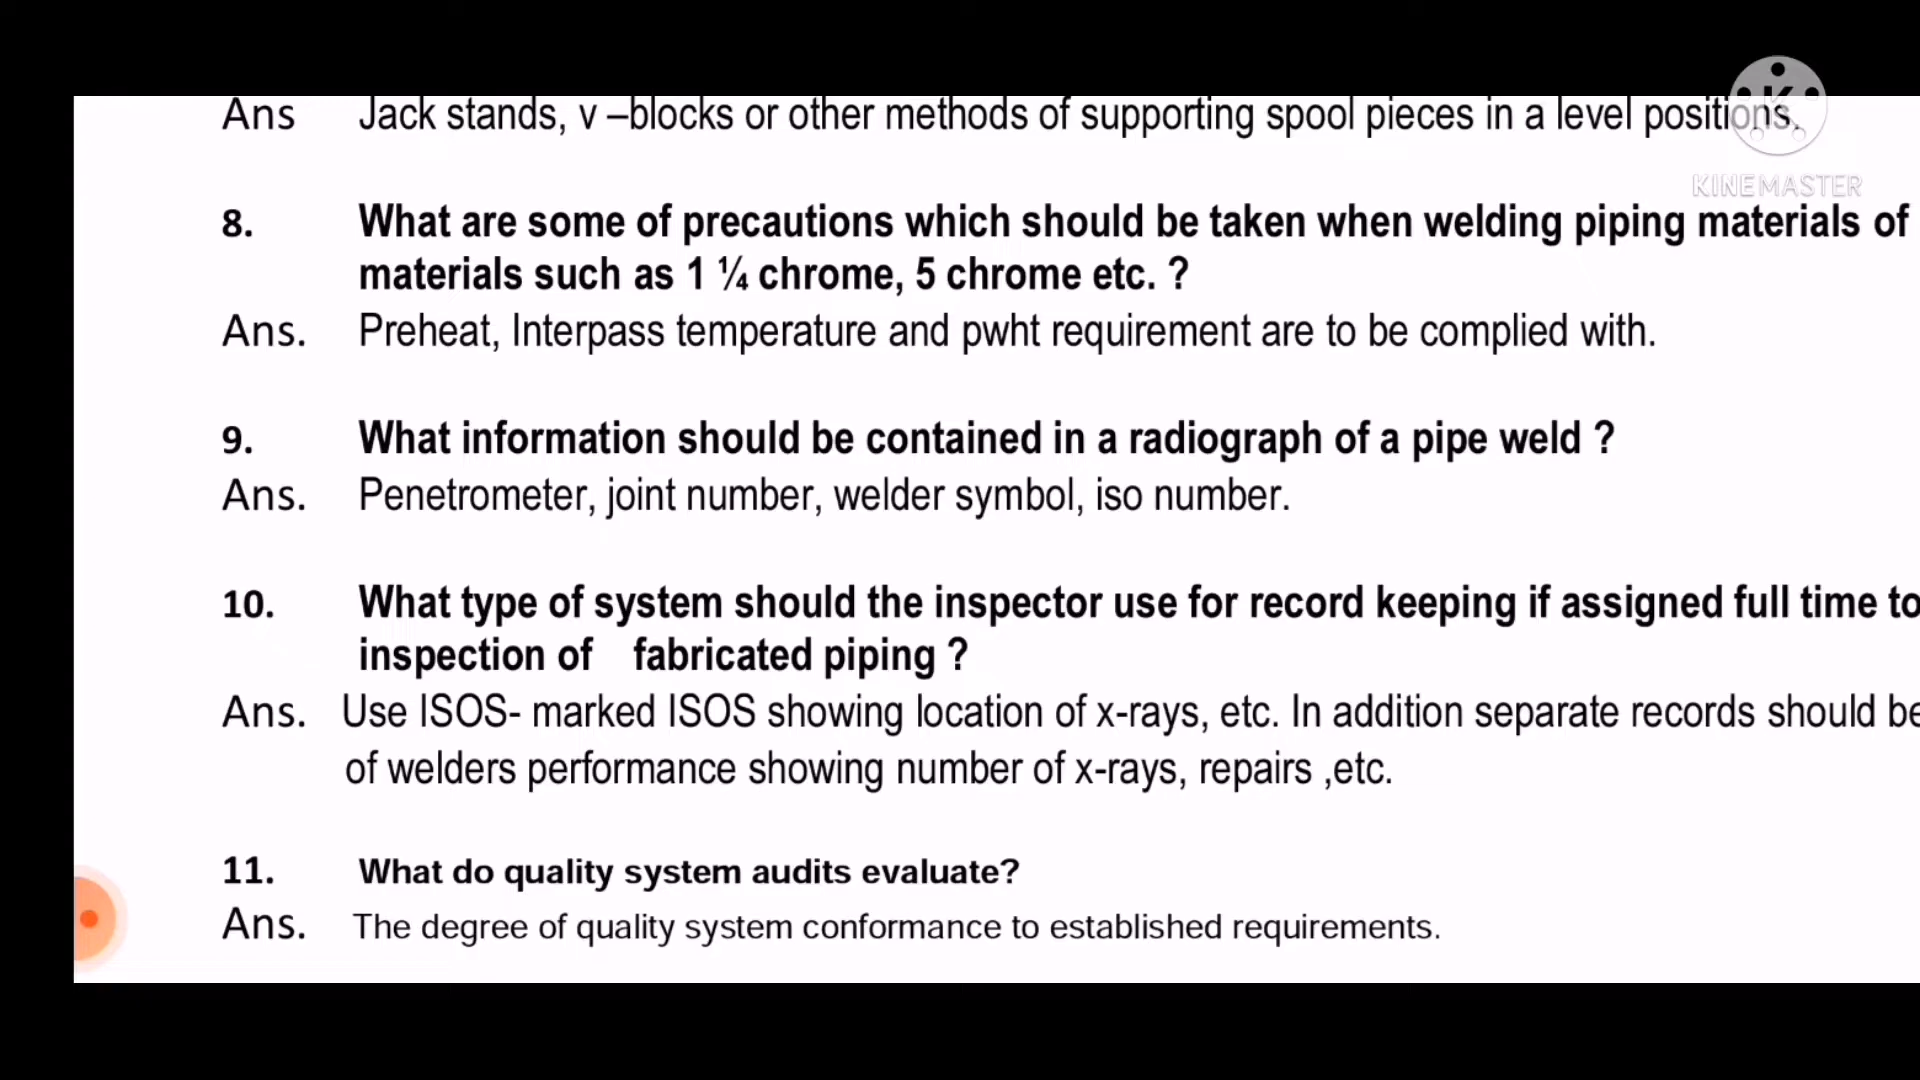 Ans Jack stands, v –blocks or other methods of supporting spool pieces in a level positions.
KINEMASTER
8. What are some of precautions which should be taken when welding piping materials of
materials such as 1 ¼ chrome, 5 chrome etc. ?
Ans. Preheat, Interpass temperature and pwht requirement are to be complied with.
9. What information should be contained in a radiograph of a pipe weld ?
Ans. Penetrometer, joint number, welder symbol, iso number.
10. What type of system should the inspector use for record keeping if assigned full time to
inspection of fabricated piping ?
Ans. Use ISOS- marked ISOS showing location of x-rays, etc. In addition separate records should be
of welders performance showing number of x-rays, repairs ,etc.
11. What do quality system audits evaluate?
Ans. The degree of quality system conformance to established requirements.